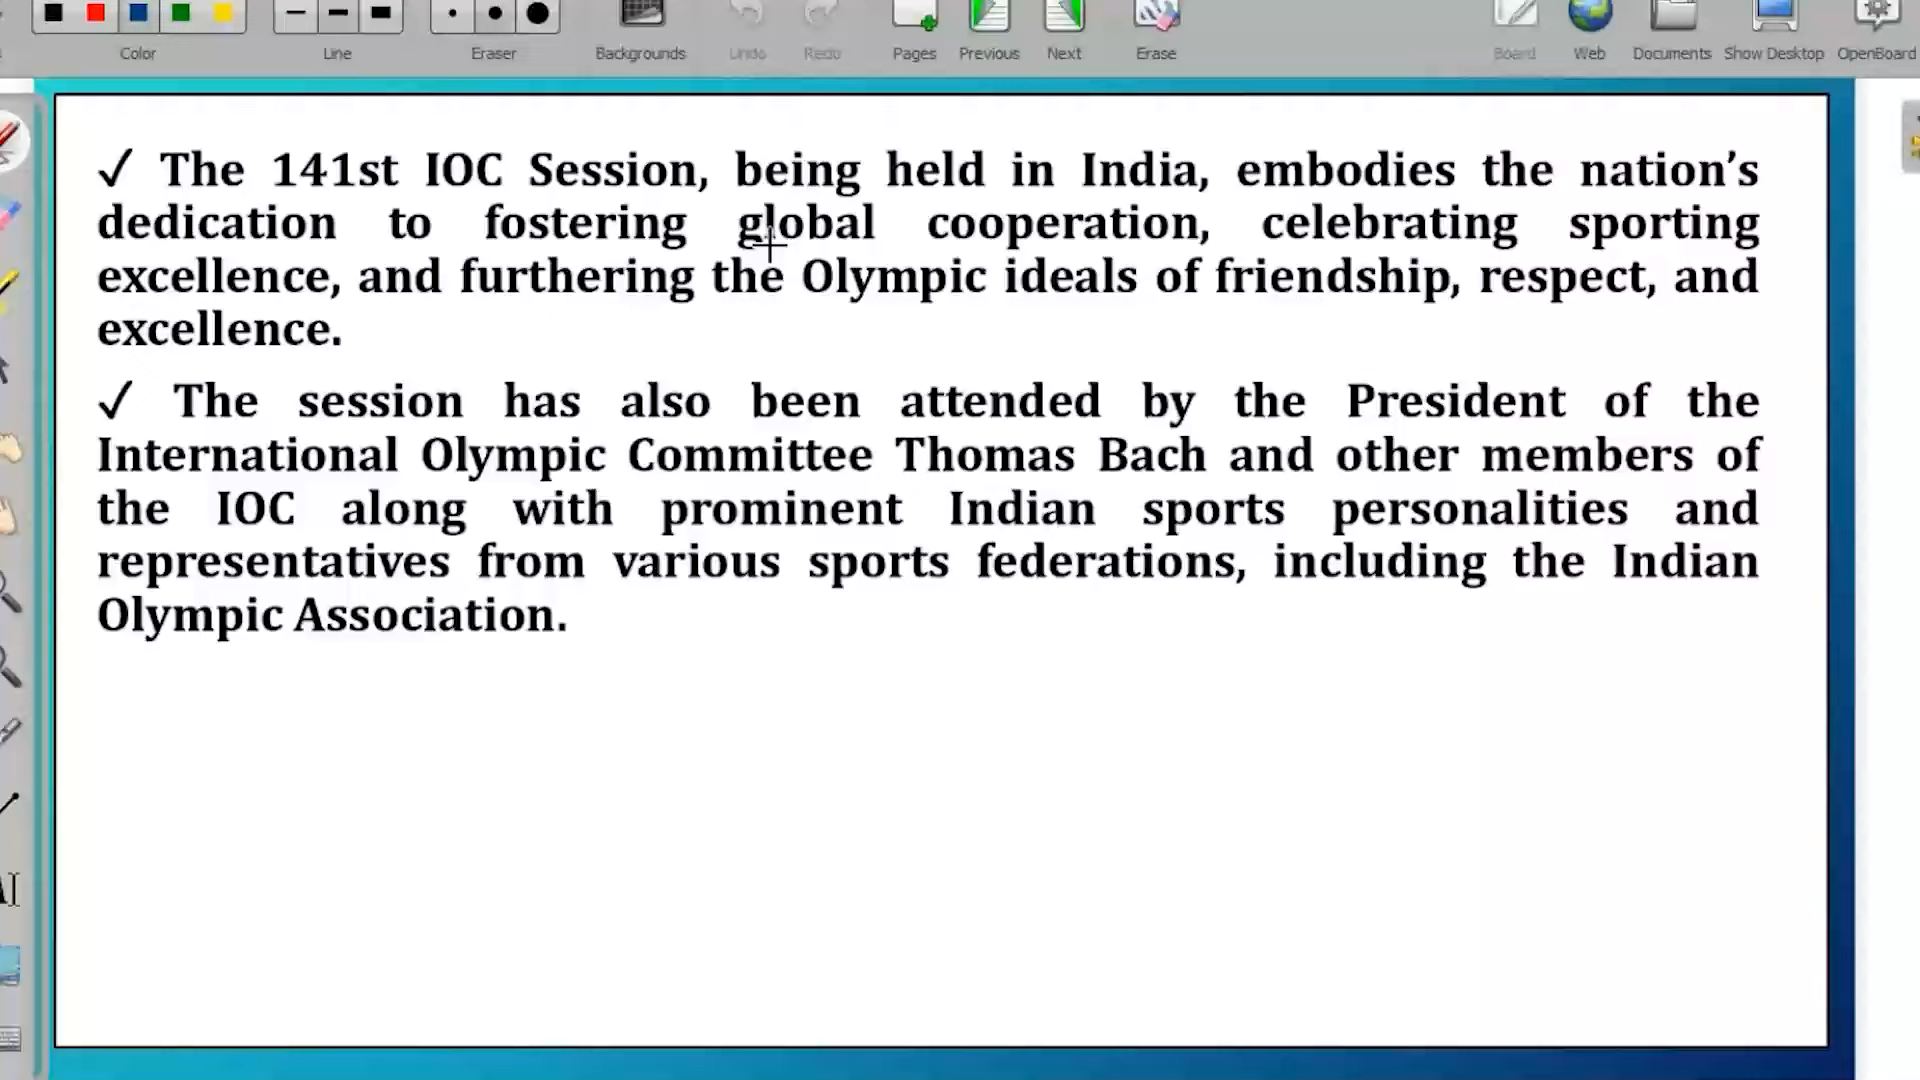 Color
Line
Eraser
Backgrounds
Undo
Redo
Pages
Previous
Next
Erase
Board
Web
Documents
Show Desktop
OpenBoard
✓ The 141st IOC Session, being held in India, embodies the nation’s
dedication to fostering global cooperation, celebrating sporting
excellence, and furthering the Olympic ideals of friendship, respect, and
excellence.
✓ The session has also been attended by the President of the
International Olympic Committee Thomas Bach and other members of
the IOC along with prominent Indian sports personalities and
representatives from various sports federations, including the Indian
Olympic Association.